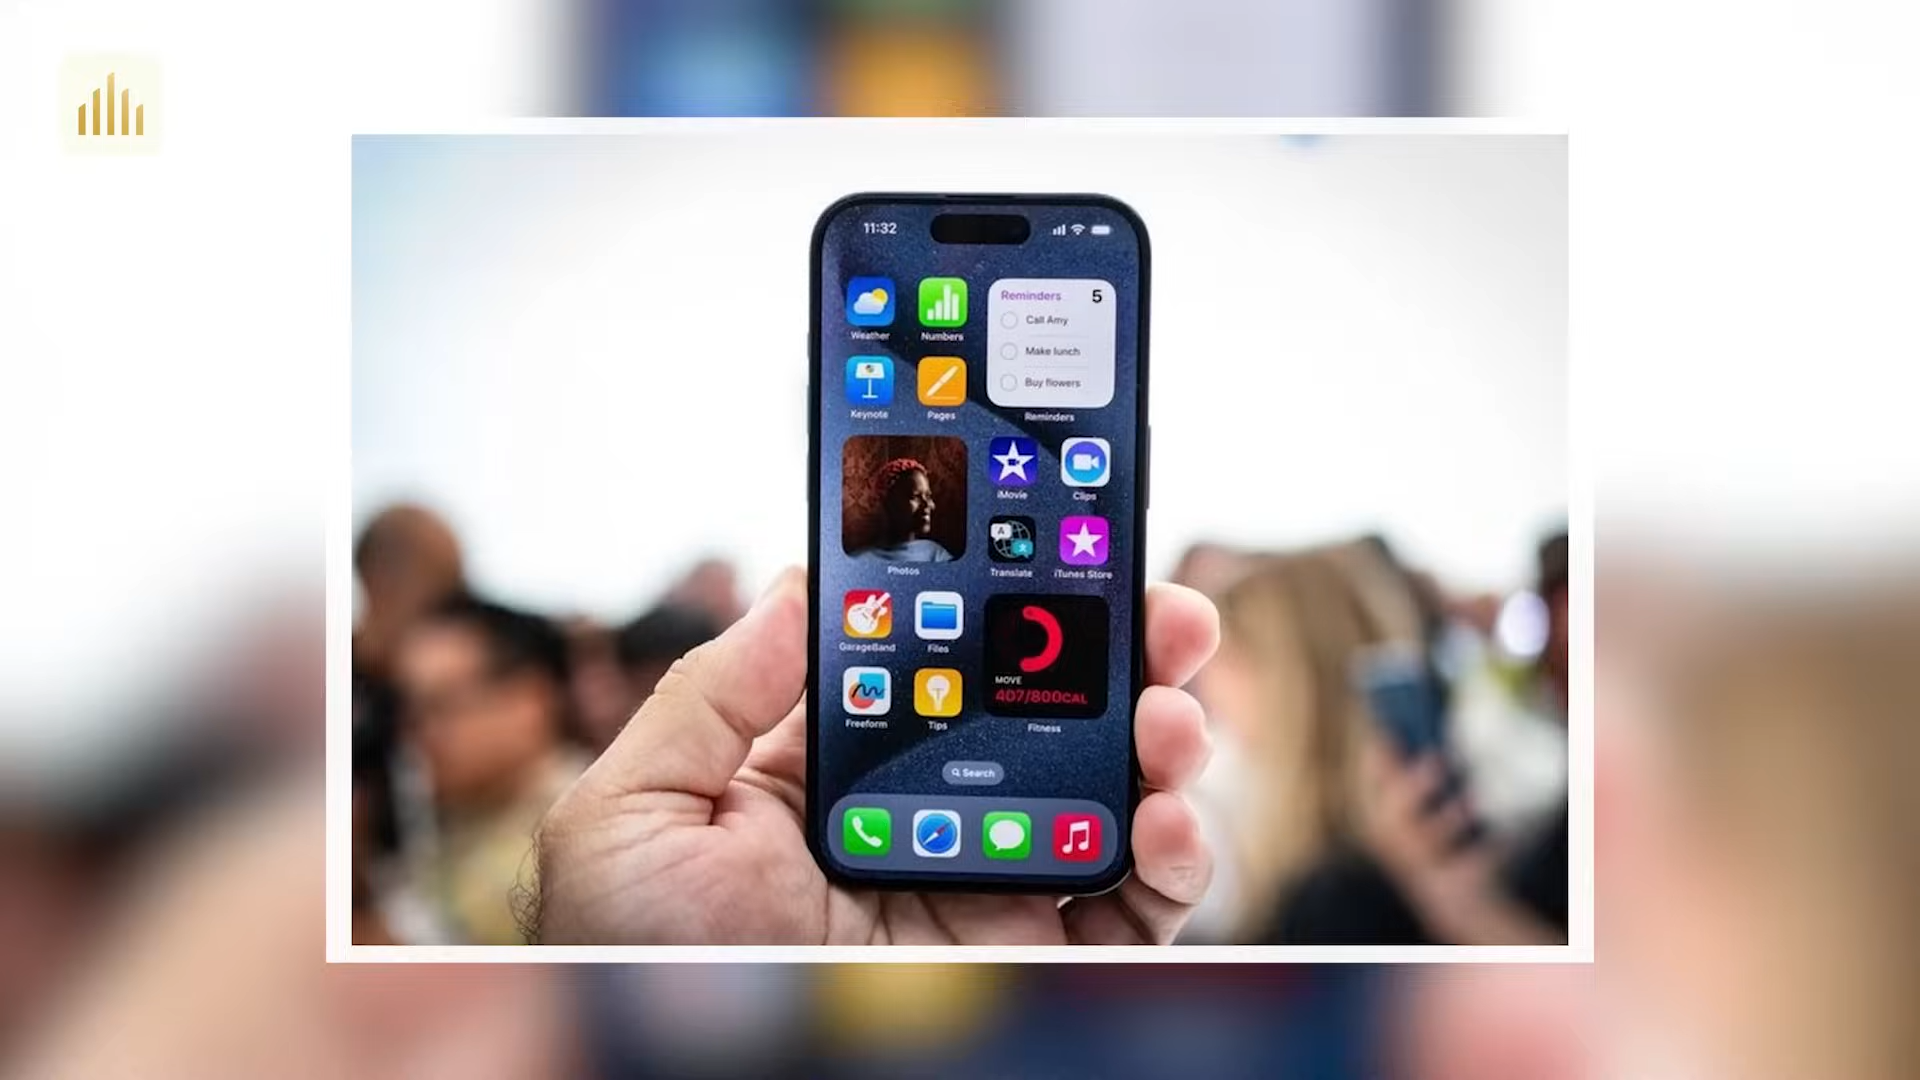 11:32
Weather
Numbers
Reminders 5
Call Amy
Make lunch
Buy flowers
Keynote
Pages
Reminders
iMovie
Clips
Photos
Translate
iTunes Store
GarageBand
Files
MOVE
407/800CAL
Freeform
Tips
Fitness
Search